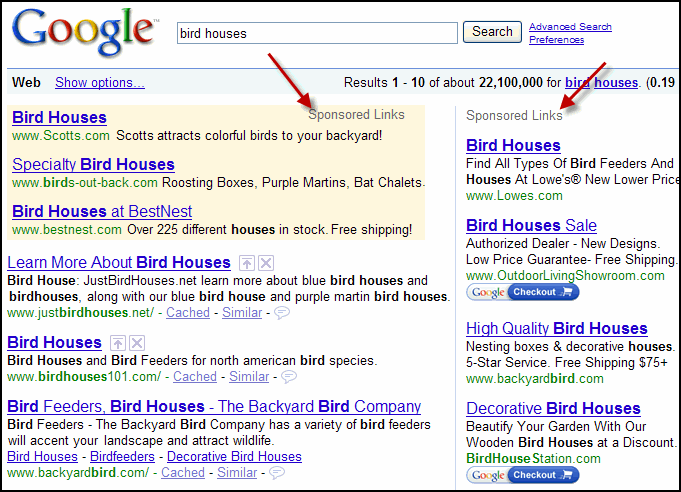 Google™
bird houses
Search
Advanced Search
Preferences
Web Show options...
Results 1 - 10 of about 22,100,000 for bird houses. (0.19
Sponsored Links
Bird Houses
www.Scotts.com Scotts attracts colorful birds to your backyard!
Specialty Bird Houses
www.birds-out-back.com Roosting Boxes, Purple Martins, Bat Chalets.
Bird Houses at BestNest
www.bestnest.com Over 225 different houses in stock. Free shipping!
Learn More About Bird Houses
Bird House: JustBirdHouses.net learn more about blue bird houses and
birdhouses, along with our blue bird house and purple martin bird houses.
www.justbirdhouses.net/ - Cached - Similar -
Bird Houses
Bird Houses and Bird Feeders for north american bird species.
www.birdhouses101.com/ - Cached - Similar -
Bird Feeders, Bird Houses - The Backyard Bird Company
Bird Feeders - The Backyard Bird Company has a variety of bird feeders
will accent your landscape and attract wildlife.
Bird Houses - Birdfeeders - Decorative Bird Houses
www.backyardbird.com/ - Cached - Similar -
Sponsored Links
Bird Houses
Find All Types Of Bird Feeders And
Houses At Lowe's® New Lower Price
www.Lowes.com
Bird Houses Sale
Authorized Dealer - New Designs.
Low Price Guarantee- Free Shipping.
www.OutdoorLivingShowroom.com
Google Checkout
High Quality Bird Houses
Nesting boxes & decorative houses.
5-Star Service. Free Shipping $75+
www.backyardbird.com
Decorative Bird Houses
Beautify Your Garden With Our
Wooden Bird Houses at a Discount.
BirdHouseStation.com
Google Checkout